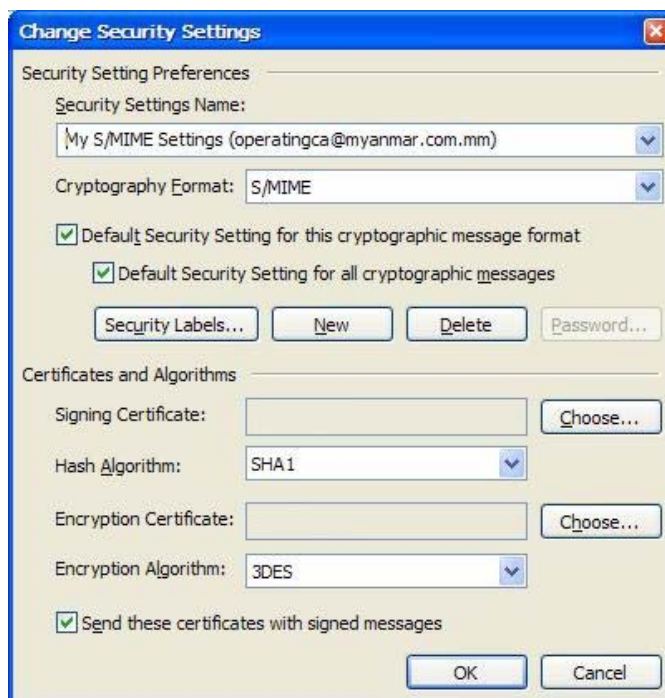 Change Security Settings
Security Setting Preferences
Security Settings Name:
My S/MIME Settings (operatingca@myanmar.com.mm)
Cryptography Format: S/MIME
Default Security Setting for this cryptographic message format
Default Security Setting for all cryptographic messages
Security Labels... New Delete Password...
Certificates and Algorithms
Signing Certificate: Choose...
Hash Algorithm: SHA1
Encryption Certificate: Choose...
Encryption Algorithm: 3DES
Send these certificates with signed messages
OK Cancel